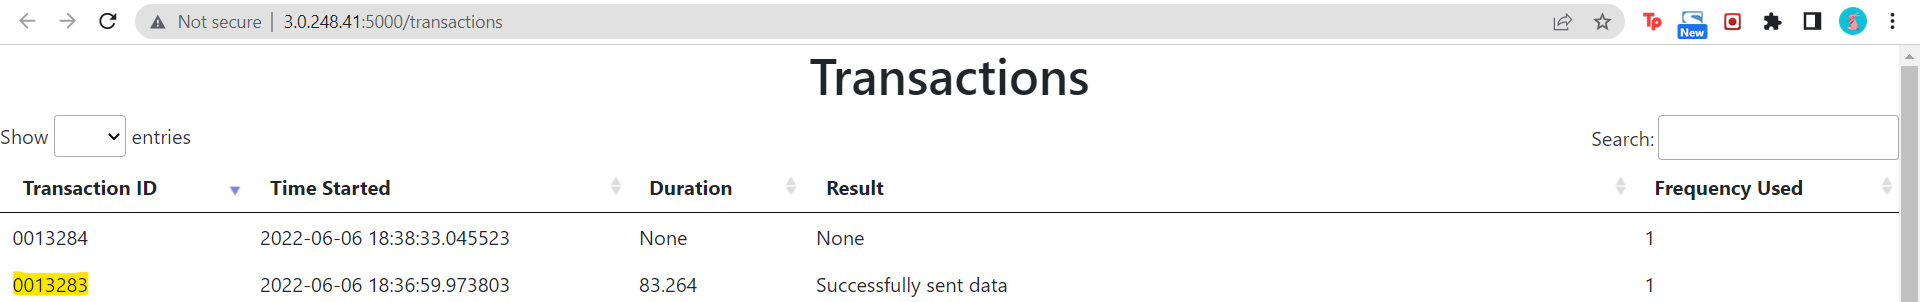 Not secure | 3.0.248.41:5000/transactions
Tp
New
Transactions
Show entries
Search:
Transaction ID Time Started Duration Result Frequency Used
0013284 2022-06-06 18:38:33.045523 None None 1
0013283 2022-06-06 18:36:59.973803 83.264 Successfully sent data 1